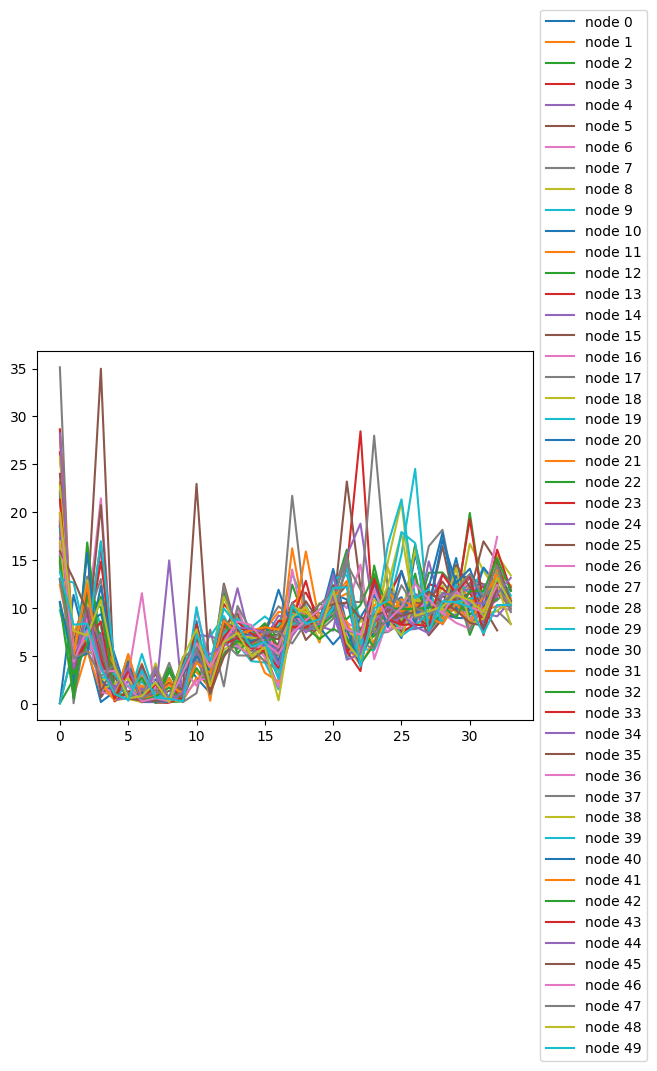 node 0
node 1
node 2
node 3
node 4
node 5
node 6
node 7
node 8
node 9
node 10
node 11
node 12
node 13
node 14
node 15
node 16
node 17
node 18
node 19
node 20
node 21
node 22
node 23
node 24
node 25
node 26
node 27
node 28
node 29
node 30
node 31
node 32
node 33
node 34
node 35
node 36
node 37
node 38
node 39
node 40
node 41
node 42
node 43
node 44
node 45
node 46
node 47
node 48
node 49
35
30
25
20
15
10
5
0
0 5 10 15 20 25 30